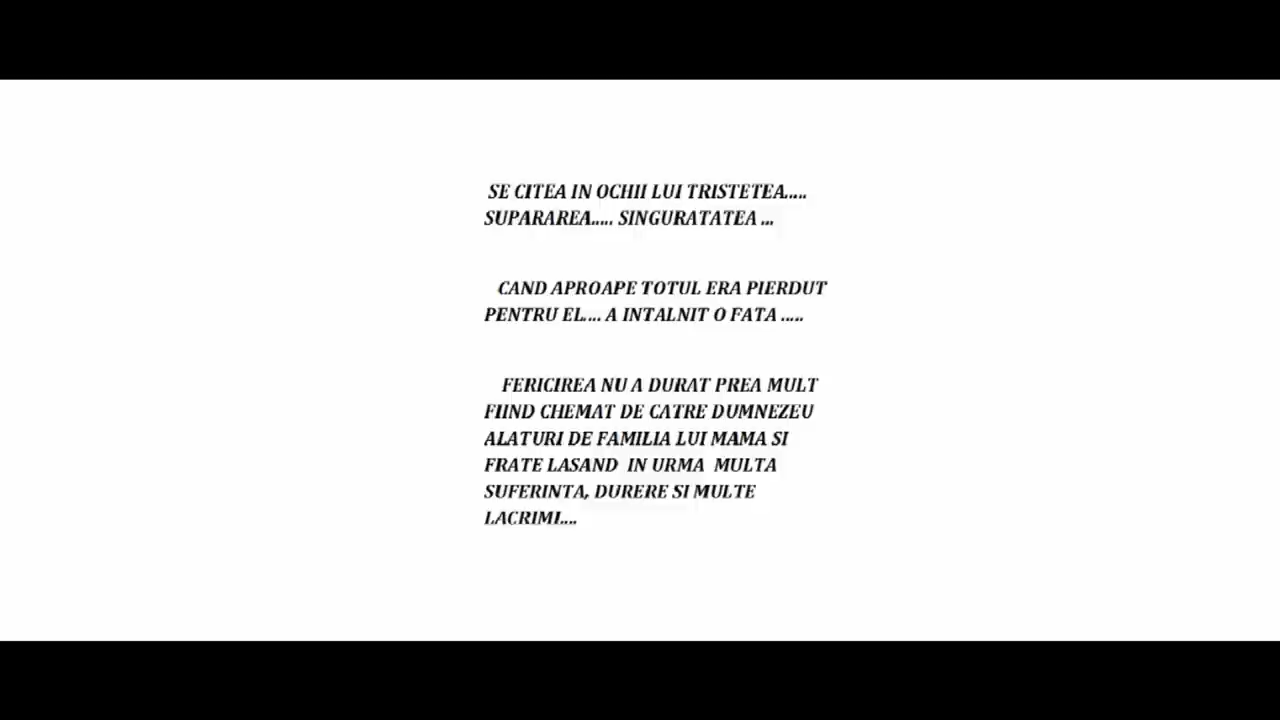 SE CITEA IN OCHII LUI TRISTETEA.....
SUPARAREA..... SINGURATATEA ...
CAND APROAPE TOTUL ERA PIERDUT
PENTRU EL.... A INTALNIT O FATA .....
FERICIREA NU A DURAT PREA MULT
FIIND CHEMAT DE CATRE DUMNEZEU
ALATURI DE FAMILIA LUI MAMA SI
FRATE LASAND IN URMA MULTA
SUFERINTA, DURERE SI MULTE
LACRIMI....